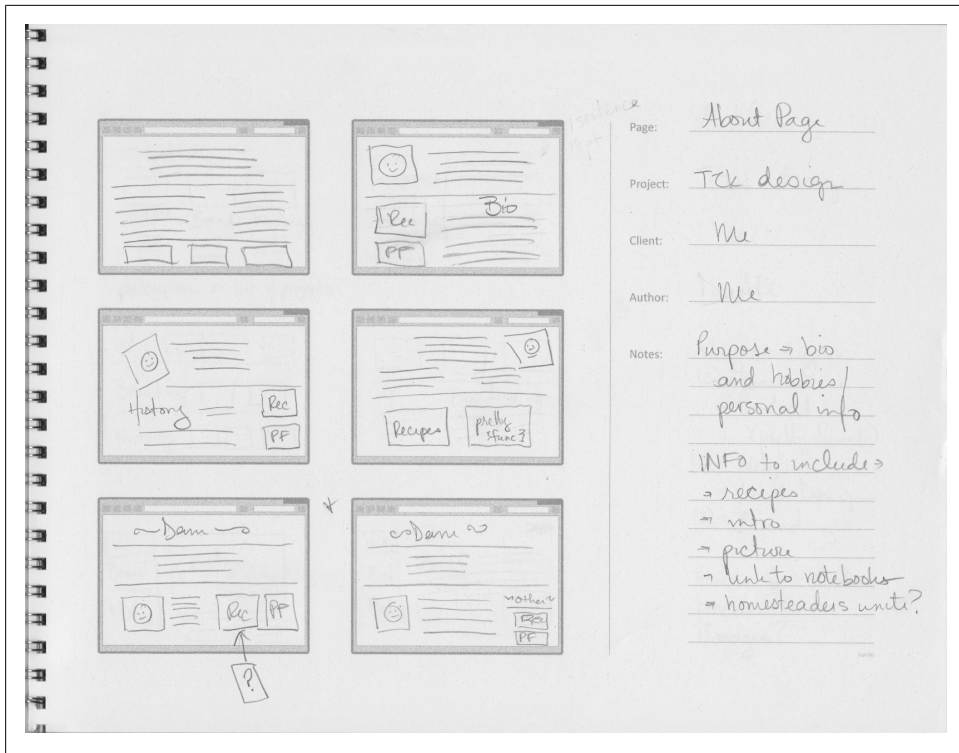 Page: About Page
Project: TCK design
Client: Me
Author: Me
Notes: Purpose ⇒ bio
and hobbies/
personal info
INFO to include ⇒
⇒ recipes
⇒ intro
⇒ picture
→ link to notebooks
⇒ homesteaders unite?
Rec
Bio
PF
History
Rec
PF
Recipes
pretty
:func}
Rec
PF
?
~Other~
Rec
PF